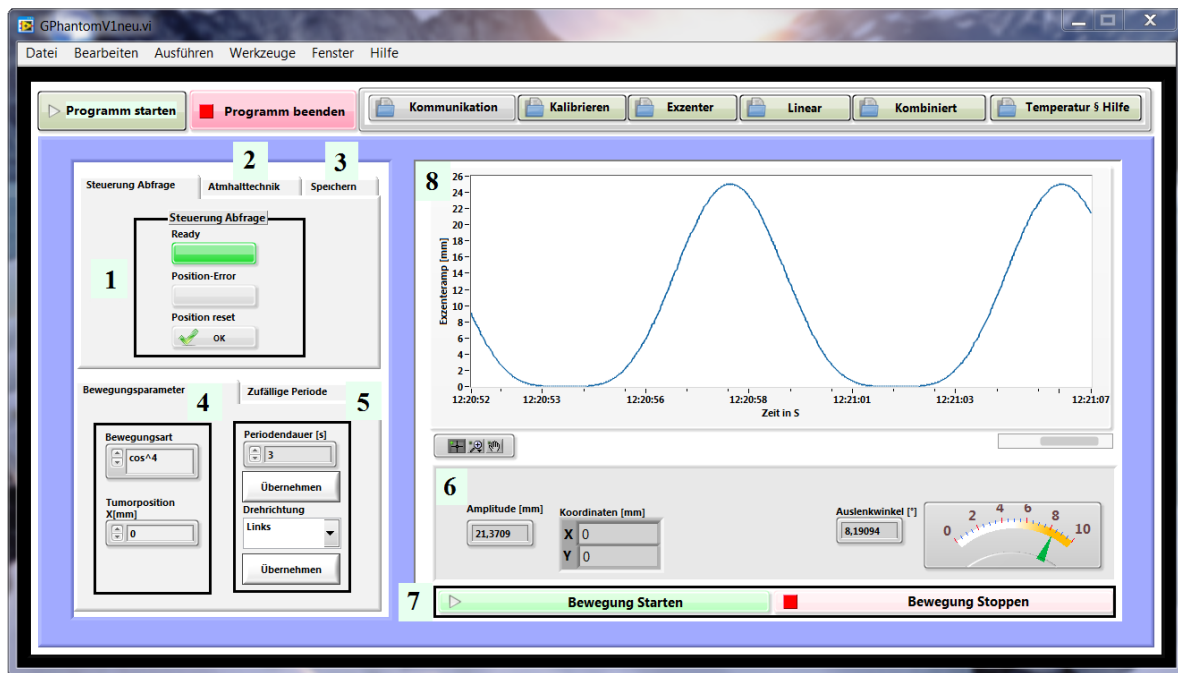 GPhantomV1neu.vi
Datei Bearbeiten Ausführen Werkzeuge Fenster Hilfe
Programm starten Programm beenden Kommunikation Kalibrieren Exzenter Linear Kombiniert Temperatur § Hilfe
2 3
Steuerung Abfrage Atmhalttechnik Speichern
Steuerung Abfrage
Ready
1
Position-Error
Position reset
OK
Bewegungsparameter Zufällige Periode
4 5
Bewegungsart
cos^4
Tumorposition
X[mm]
0
Periodendauer [s]
3
Übernehmen
Drehrichtung
Links
Übernehmen
8
Exzenteramp [mm]
26
24
22
20
18
16
14
12
10
8
6
4
2
0
12:20:52 12:20:53 12:20:56 12:20:58 12:21:01 12:21:03 12:21:07
Zeit in S
6
Amplitude [mm]
21,3709
Koordinaten [mm]
X 0
Y 0
Auslenkwinkel [°]
8,19094
0 2 4 6 8 10
7
Bewegung Starten Bewegung Stoppen